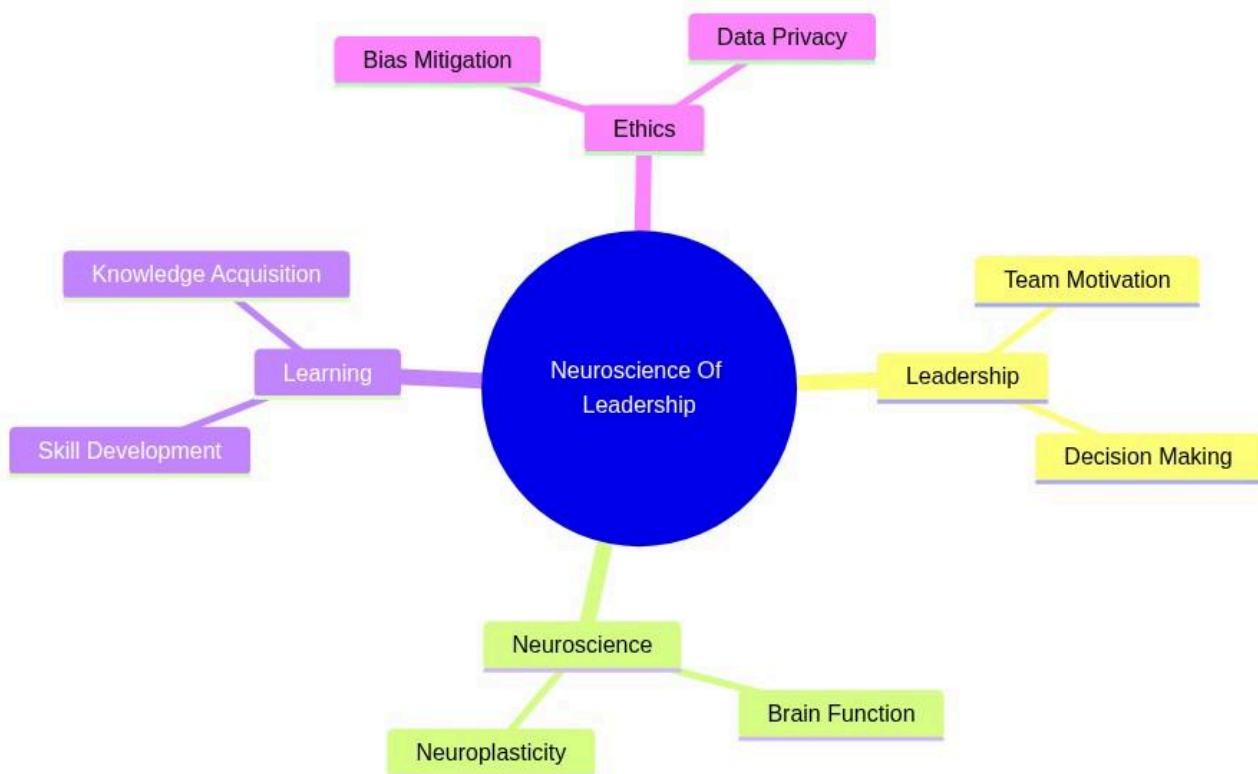 Data Privacy
Bias Mitigation
Ethics
Knowledge Acquisition
Team Motivation
Learning
Neuroscience Of
Leadership
Leadership
Skill Development
Decision Making
Neuroscience
Brain Function
Neuroplasticity